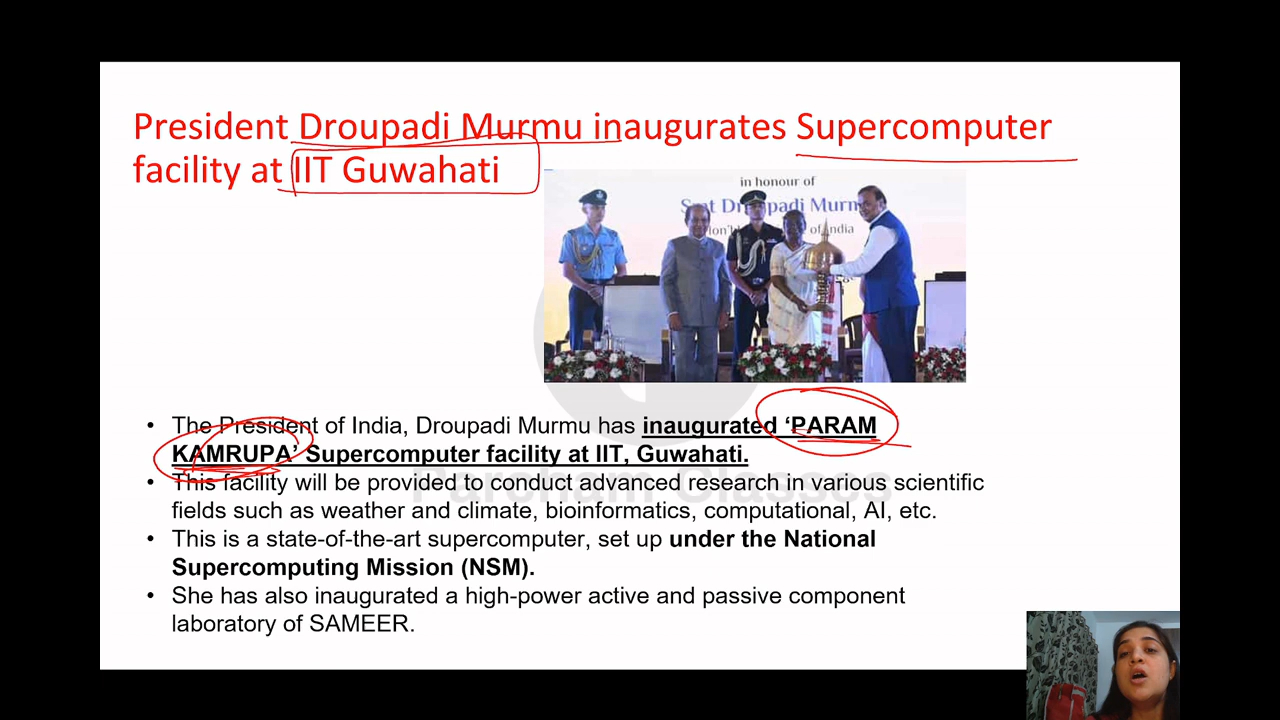 President Droupadi Murmu inaugurates Supercomputer
facility at IIT Guwahati
in honour of
Smt Droupadi Murmu
of India
• The President of India, Droupadi Murmu has inaugurated ‘PARAM
KAMRUPA’ Supercomputer facility at IIT, Guwahati.
• This facility will be provided to conduct advanced research in various scientific
fields such as weather and climate, bioinformatics, computational, AI, etc.
Parcham Classes
• This is a state-of-the-art supercomputer, set up under the National
Supercomputing Mission (NSM).
• She has also inaugurated a high-power active and passive component
laboratory of SAMEER.